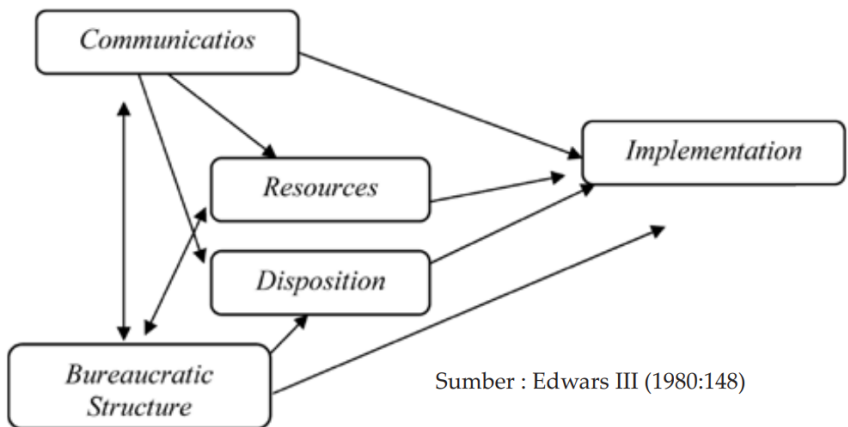 Communicatios
Implementation
Resources
Disposition
Bureaucratic
Structure
Sumber : Edwars III (1980:148)